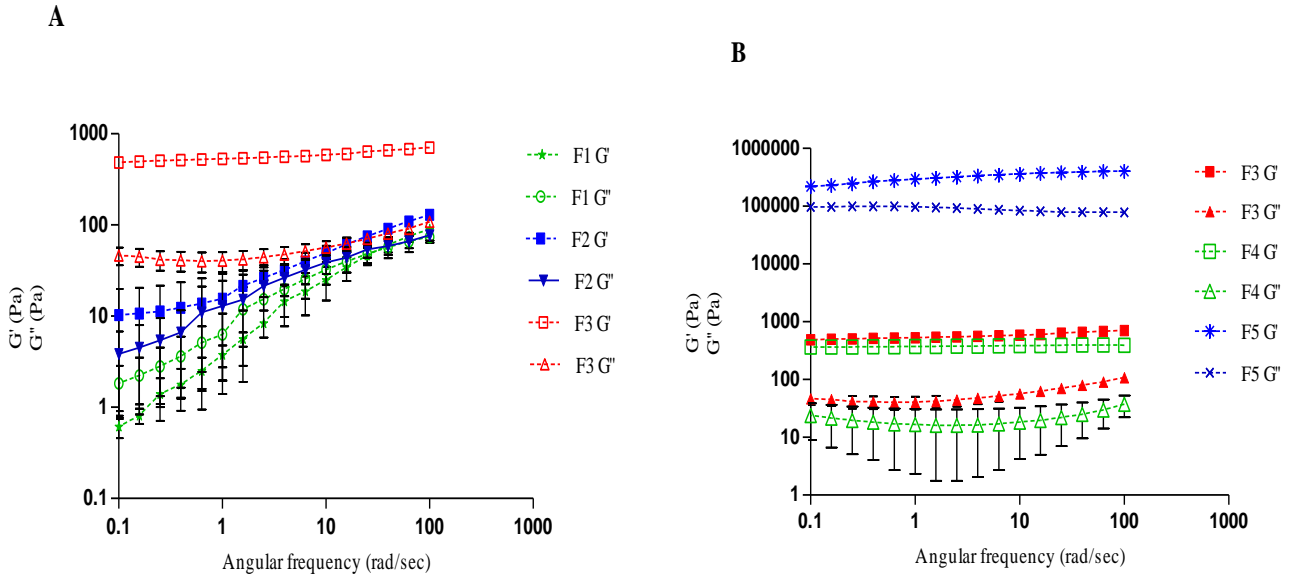 A
1000
100
10
1
0.1
G' (Pa)
G'' (Pa)
0.1 1 10 100 1000
Angular frequency (rad/sec)
F1 G'
F1 G''
F2 G'
F2 G''
F3 G'
F3 G''
B
1000000
100000
10000
1000
100
10
1
G' (Pa)
G'' (Pa)
0.1 1 10 100 1000
Angular frequency (rad/sec)
F3 G'
F3 G''
F4 G'
F4 G''
F5 G'
F5 G''